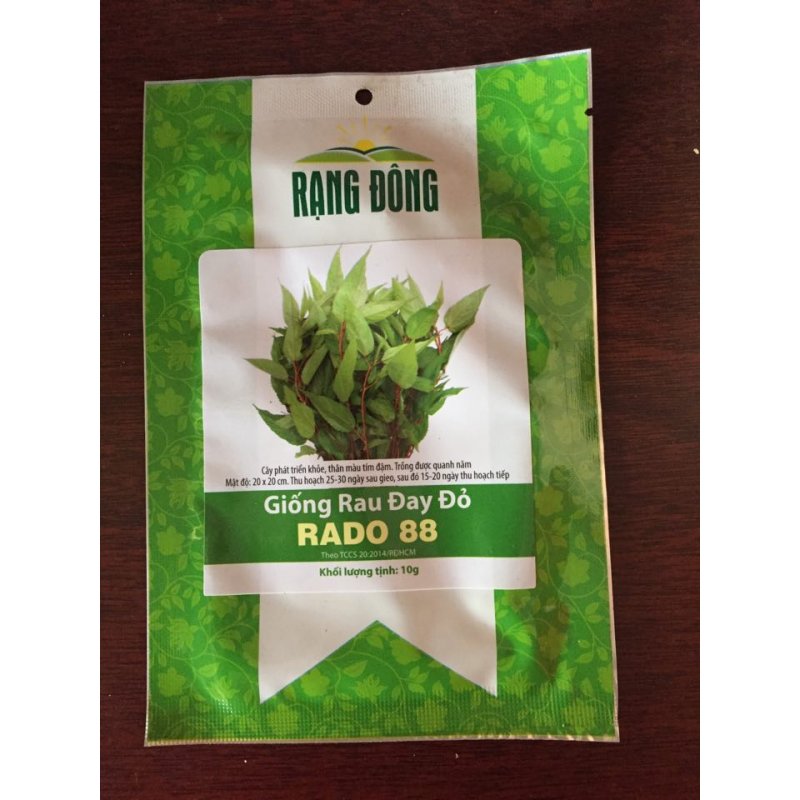 RẠNG ĐÔNG
Cây phát triển khỏe, thân màu tím đậm. Trồng được quanh năm
Mật độ: 20 x 20 cm. Thu hoạch 25-30 ngày sau gieo, sau đó 15-20 ngày thu hoạch tiếp
Giống Rau Đay Đỏ
RADO 88
Theo TCCS 20:2014/RĐHCM
Khối lượng tịnh: 10g